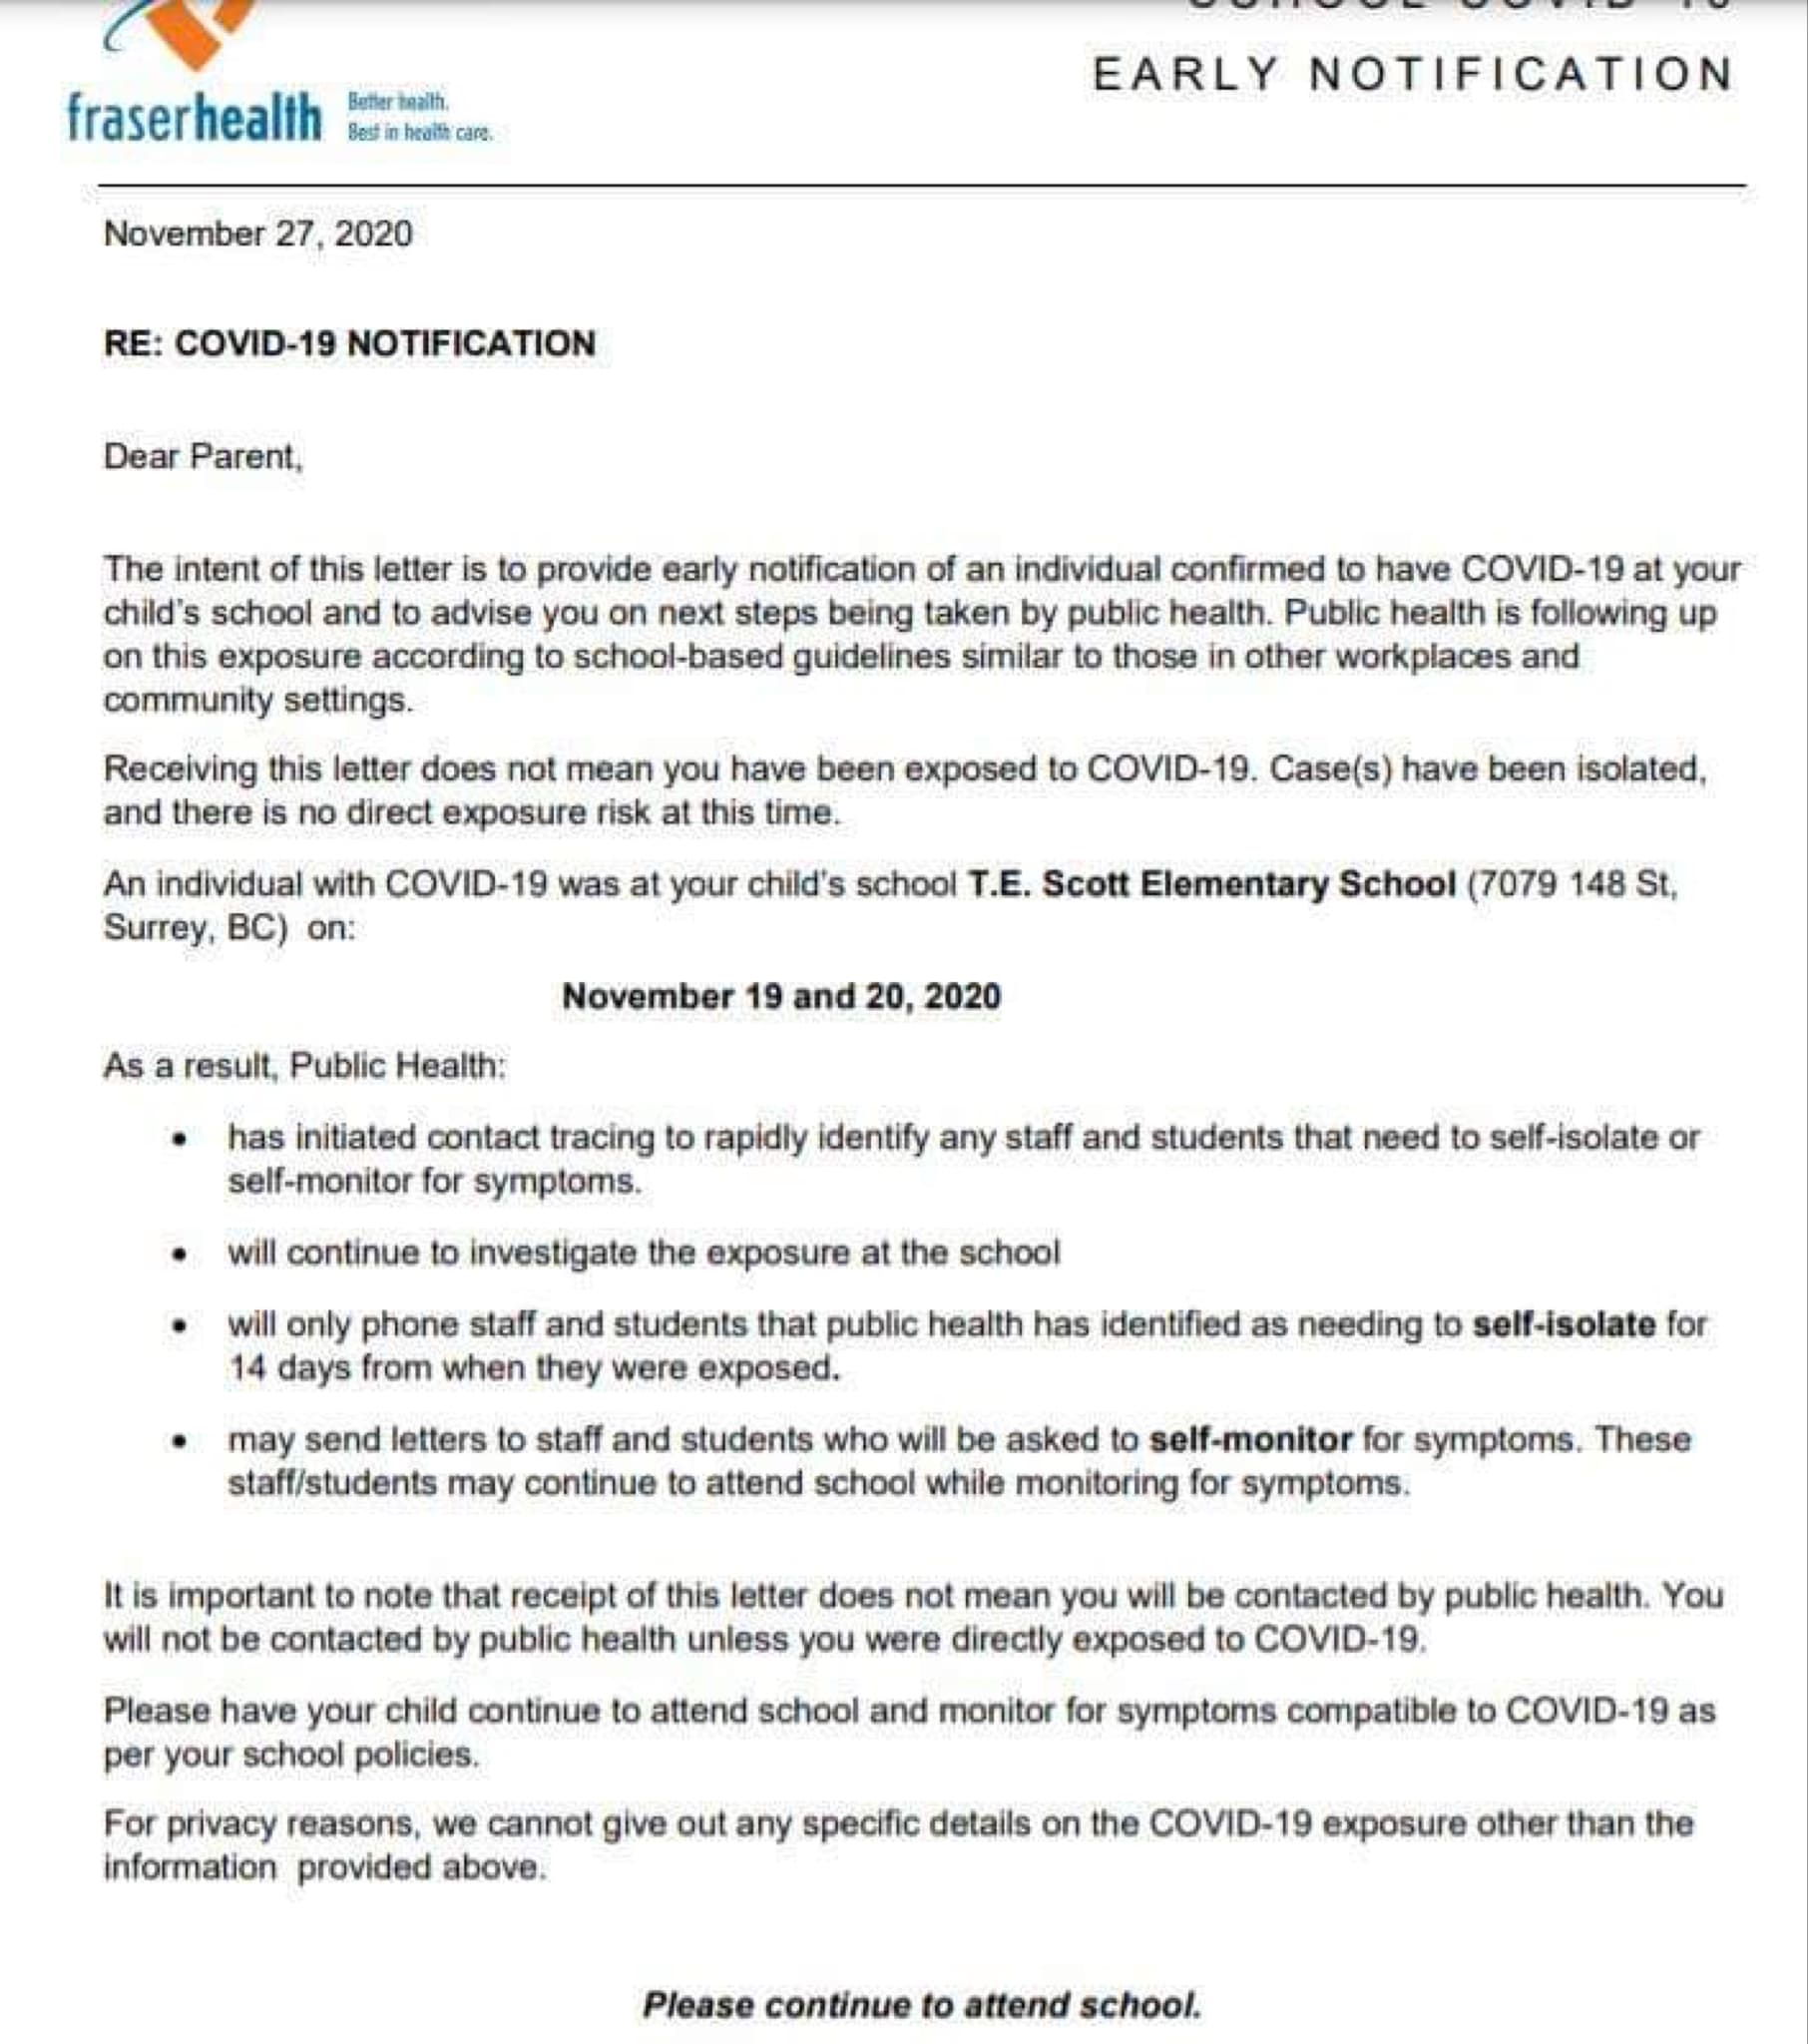 EARLY NOTIFICATION
fraserhealth
Better health.
Best in health care.
November 27, 2020
RE: COVID-19 NOTIFICATION
Dear Parent,
The intent of this letter is to provide early notification of an individual confirmed to have COVID-19 at your
child's school and to advise you on next steps being taken by public health. Public health is following up
on this exposure according to school-based guidelines similar to those in other workplaces and
community settings.
Receiving this letter does not mean you have been exposed to COVID-19. Case(s) have been isolated,
and there is no direct exposure risk at this time.
An individual with COVID-19 was at your child's school T.E. Scott Elementary School (7079 148 St,
Surrey, BC) on:
November 19 and 20, 2020
As a result, Public Health:
• has initiated contact tracing to rapidly identify any staff and students that need to self-isolate or
self-monitor for symptoms.
• will continue to investigate the exposure at the school
• will only phone staff and students that public health has identified as needing to self-isolate for
14 days from when they were exposed.
• may send letters to staff and students who will be asked to self-monitor for symptoms. These
staff/students may continue to attend school while monitoring for symptoms.
It is important to note that receipt of this letter does not mean you will be contacted by public health. You
will not be contacted by public health unless you were directly exposed to COVID-19.
Please have your child continue to attend school and monitor for symptoms compatible to COVID-19 as
per your school policies.
For privacy reasons, we cannot give out any specific details on the COVID-19 exposure other than the
information provided above.
Please continue to attend school.